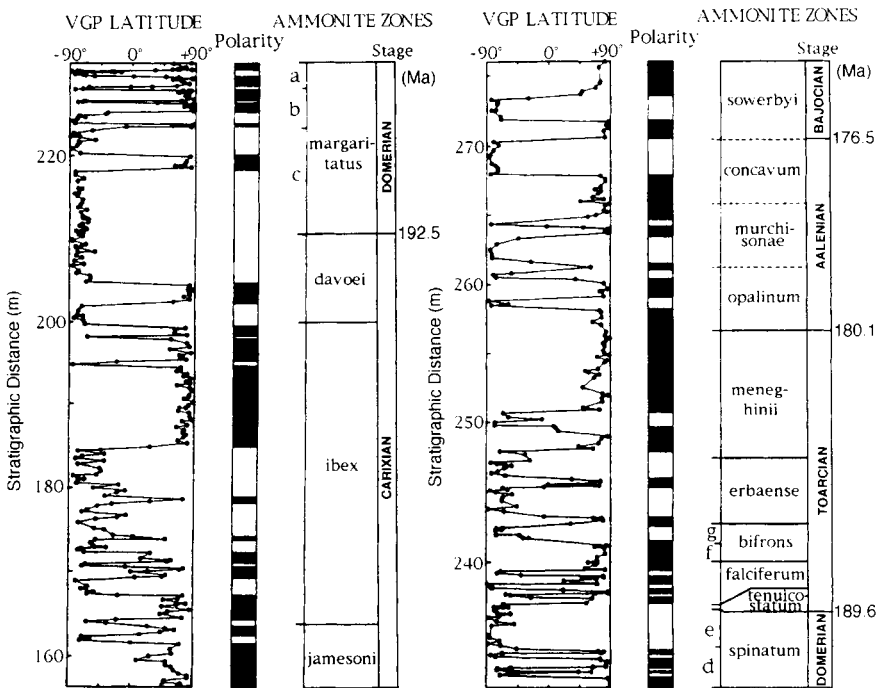 VGP LATITUDE
AMMONITE ZONES
-90° 0° +90°
Polarity
Stage
(Ma)
a
b
c
margari-
tatus
DOMERIAN
192.5
davoei
ibex
CARIXIAN
jamesoni
220
200
180
160
Stratigraphic Distance (m)
VGP LATITUDE
AMMONITE ZONES
-90° 0° +90°
Polarity
Stage
(Ma)
sowerbyi
BAJOCIAN
176.5
concavum
murchi-
sonae
AALENIAN
opalinum
180.1
menegh-
hinii
erbaense
TOARCIAN
g
bifrons
f
falciferum
tenuico
statum
189.6
e
spinatum
d
DOMERIAN
270
260
250
240
Stratigraphic Distance (m)